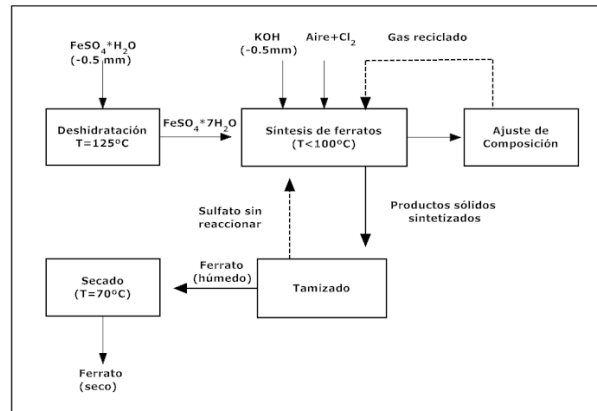 FeSO4*H2O
(-0.5 mm)
KOH
(-0.5mm)
Aire+Cl2
Gas reciclado
Deshidratación
T=125ºC
FeSO4*7H2O
Síntesis de ferratos
(T<100ºC)
Ajuste de
Composición
Sulfato sin
reaccionar
Productos sólidos
sintetizados
Secado
(T=70ºC)
Ferrato
(húmedo)
Tamizado
Ferrato
(seco)